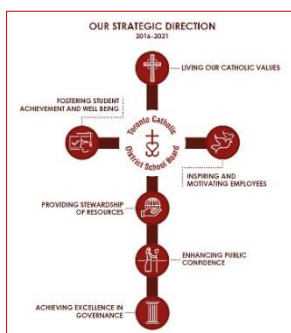 OUR STRATEGIC DIRECTION
2016-2021
LIVING OUR CATHOLIC VALUES
FOSTERING STUDENT
ACHIEVEMENT AND WELL BEING
Toronto Catholic
District School Board
INSPIRING AND
MOTIVATING EMPLOYEES
PROVIDING STEWARDSHIP
OF RESOURCES
ENHANCING PUBLIC
CONFIDENCE
ACHIEVING EXCELLENCE IN
GOVERNANCE